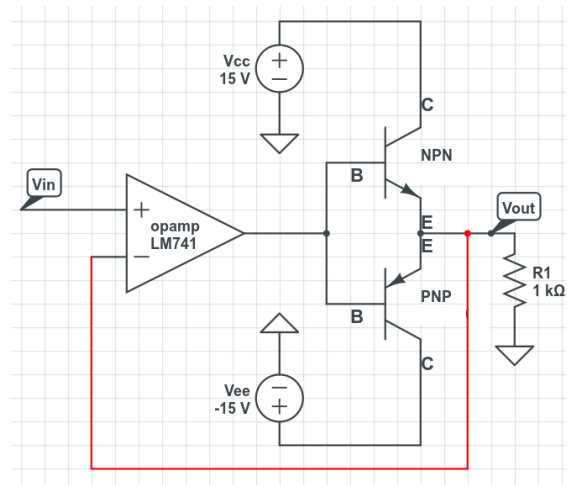 Vcc
15 V
+
−
C
NPN
B
Vin
E
Vout
+
opamp
LM741
−
E
R1
1 kΩ
PNP
B
C
Vee
-15 V
−
+